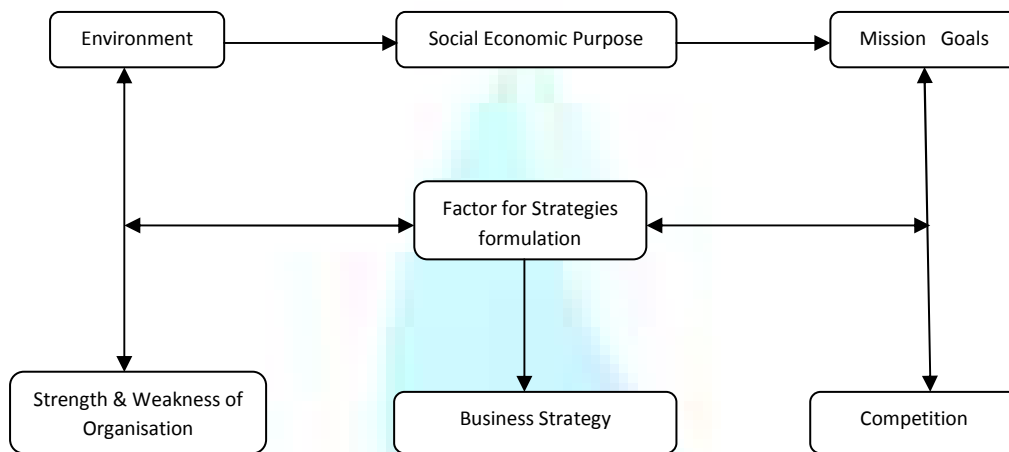 Environment
Social Economic Purpose
Mission Goals
Factor for Strategies
formulation
Strength & Weakness of
Organisation
Business Strategy
Competition